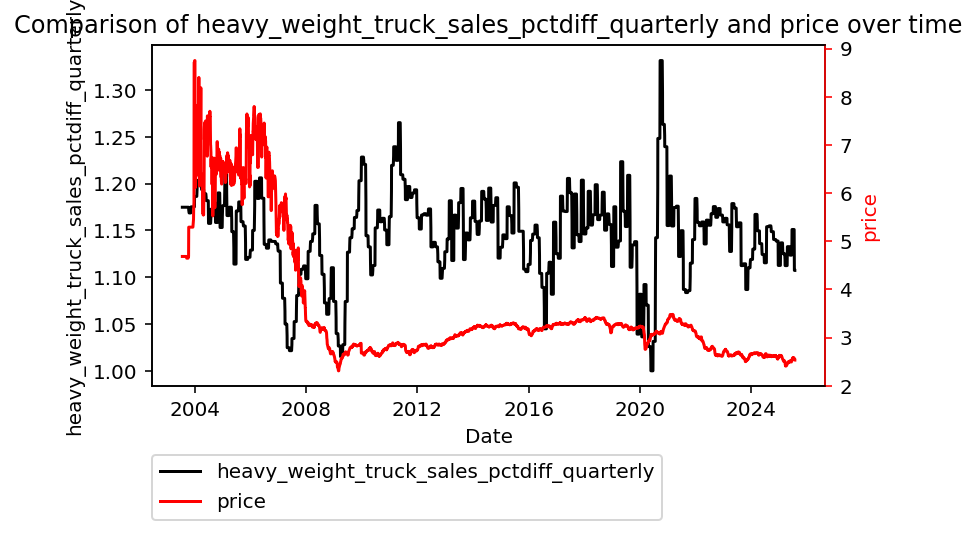 Comparison of heavy_weight_truck_sales_pctdiff_quarterly and price over time
heavy_weight_truck_sales_pctdiff_quarterly
1.30
1.25
1.20
1.15
1.10
1.05
1.00
9
8
7
6
5
4
3
2
price
2004 2008 2012 2016 2020 2024
Date
heavy_weight_truck_sales_pctdiff_quarterly
price